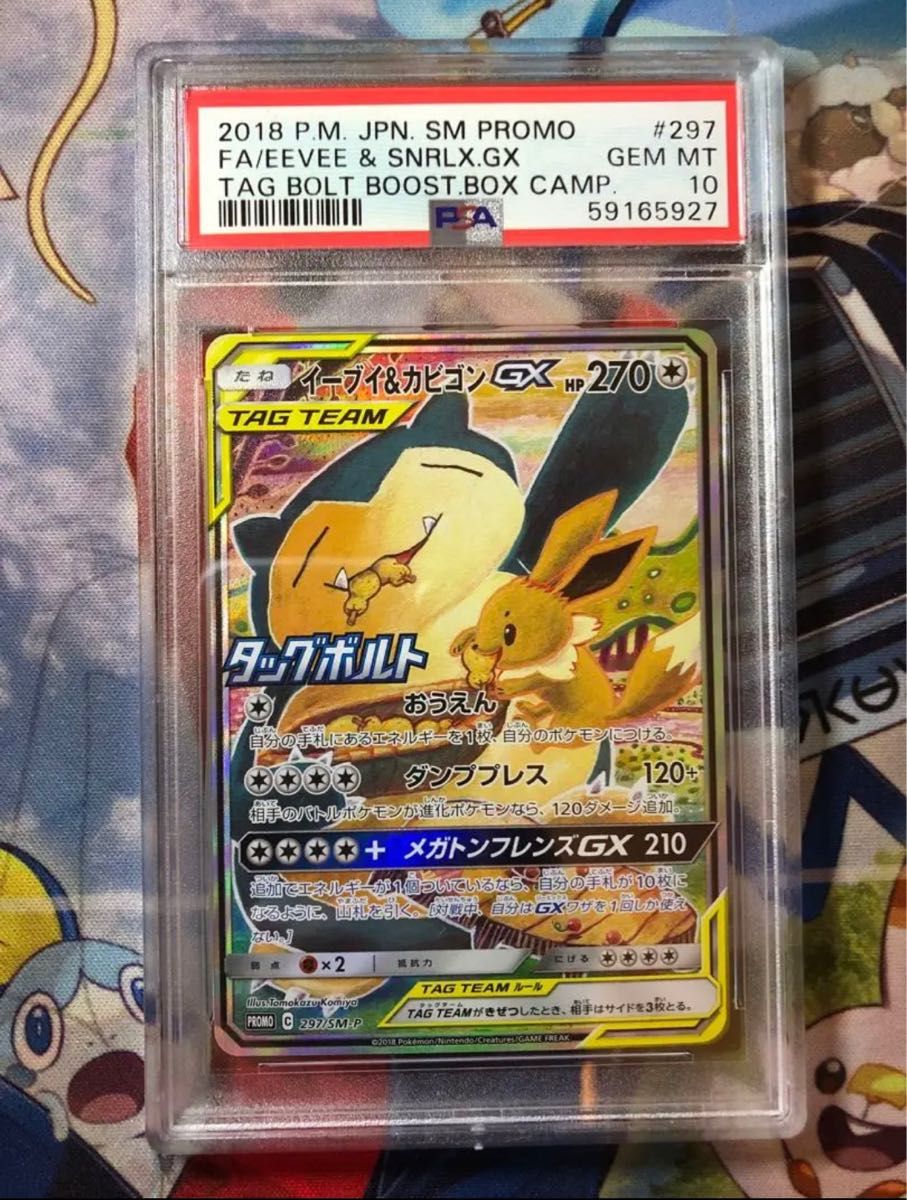 2018 P.M. JPN. SM PROMO #297
FA/EEVEE & SNRLX.GX GEM MT
TAG BOLT BOOST.BOX CAMP. 10
59165927
PSA
たね イーブイ&カビゴンGX HP270
TAG TEAM
タッグボルト
おうえん
自分の手札にあるエネルギーを1枚、自分のポケモンにつける。
ダンププレス 120+
相手のバトルポケモンが進化ポケモンなら、120ダメージ追加。
+ メガトンフレンズGX 210
追加でエネルギーが1個ついているなら、自分の手札が10枚に
なるように、山札を引く。[対戦中、自分はGXワザを1回しか使え
ない。]
弱点 ×2 抵抗力 にげる
TAG TEAM ルール
TAG TEAMがきぜつしたとき、相手はサイドを3枚とる。
Illus.Tomokazu Komiya
PROMO C 297/SM-P
©2018 Pokémon/Nintendo/Creatures/GAME FREAK